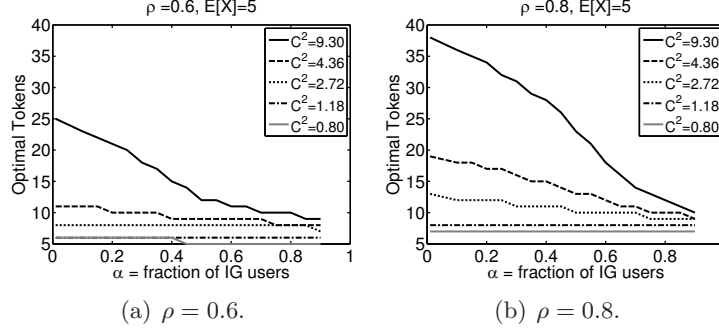 ρ =0.6, E[X]=5
40
35
30
25
20
15
10
5
Optimal Tokens
0
0.2
0.4
0.6
0.8
1
α = fraction of IG users
C²=9.30
C²=4.36
C²=2.72
C²=1.18
C²=0.80
(a) ρ = 0.6.
ρ =0.8, E[X]=5
40
35
30
25
20
15
10
5
Optimal Tokens
0
0.2
0.4
0.6
0.8
α = fraction of IG users
C²=9.30
C²=4.36
C²=2.72
C²=1.18
C²=0.80
(b) ρ = 0.8.